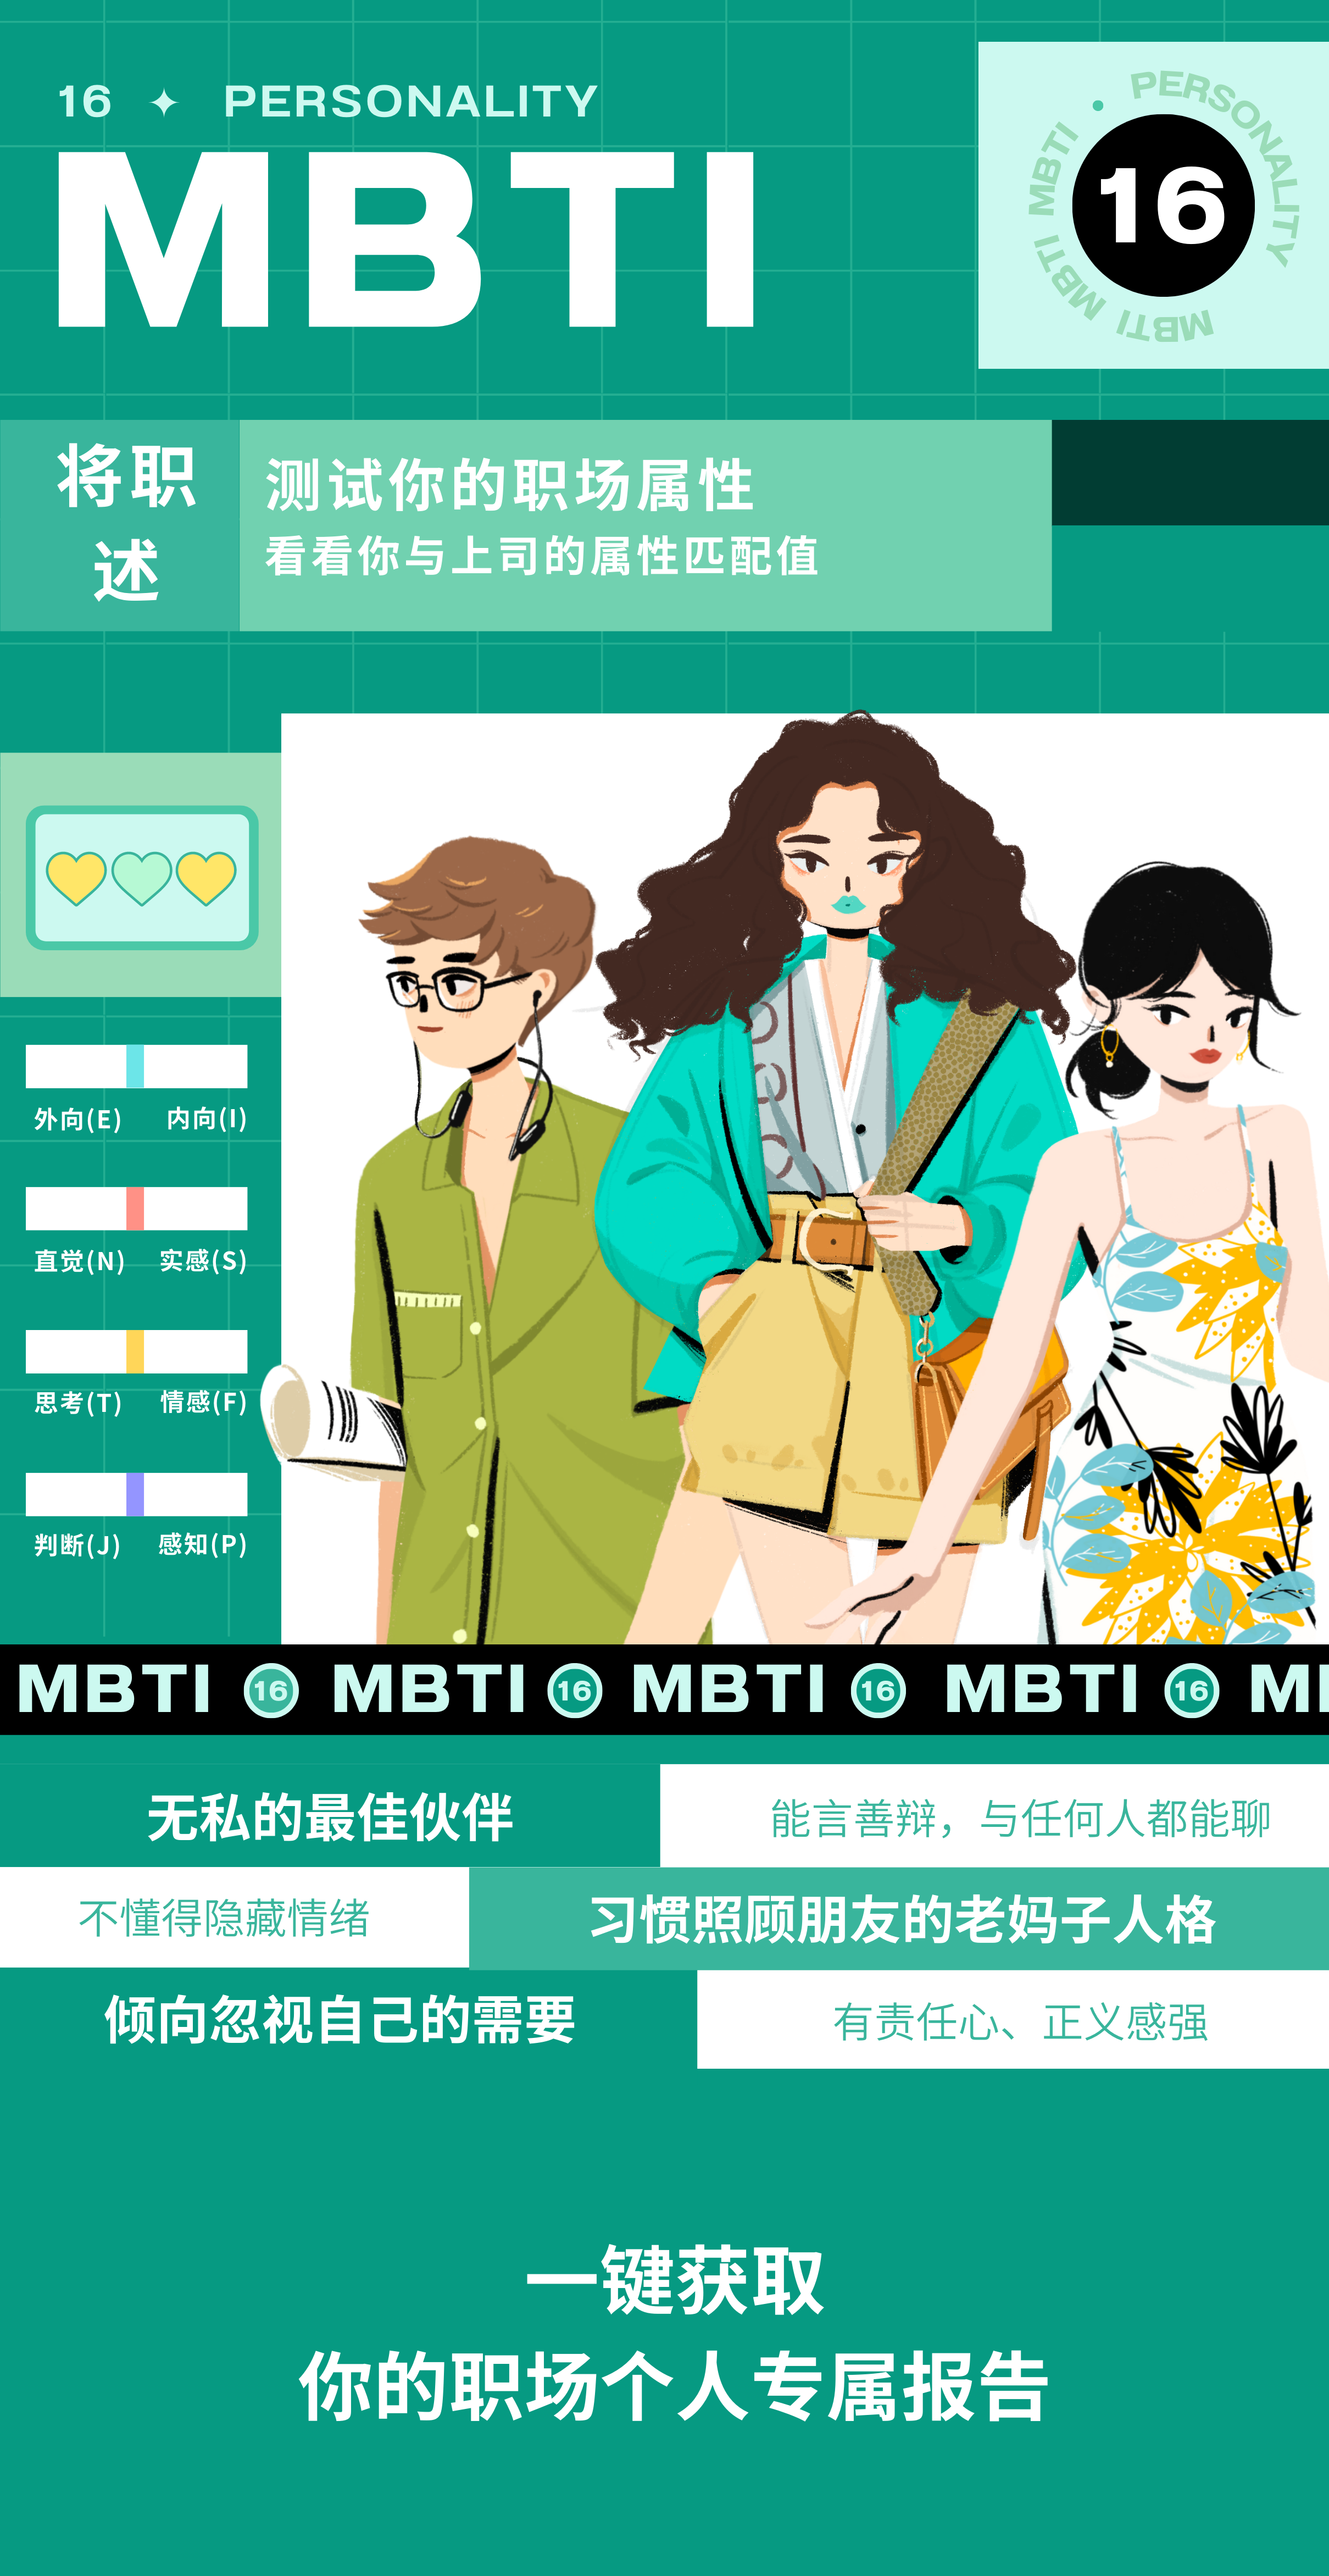 16 ✦ PERSONALITY
MBTI
PERSONALITY MBTI MBTI MBTI
16
将职
述
测试你的职场属性
看看你与上司的属性匹配值
外向(E) 内向(I)
直觉(N) 实感(S)
思考(T) 情感(F)
判断(J) 感知(P)
MBTI 16 MBTI 16 MBTI 16 MBTI 16 M
无私的最佳伙伴
能言善辩，与任何人都能聊
不懂得隐藏情绪
习惯照顾朋友的老妈子人格
倾向忽视自己的需要
有责任心、正义感强
一键获取
你的职场个人专属报告